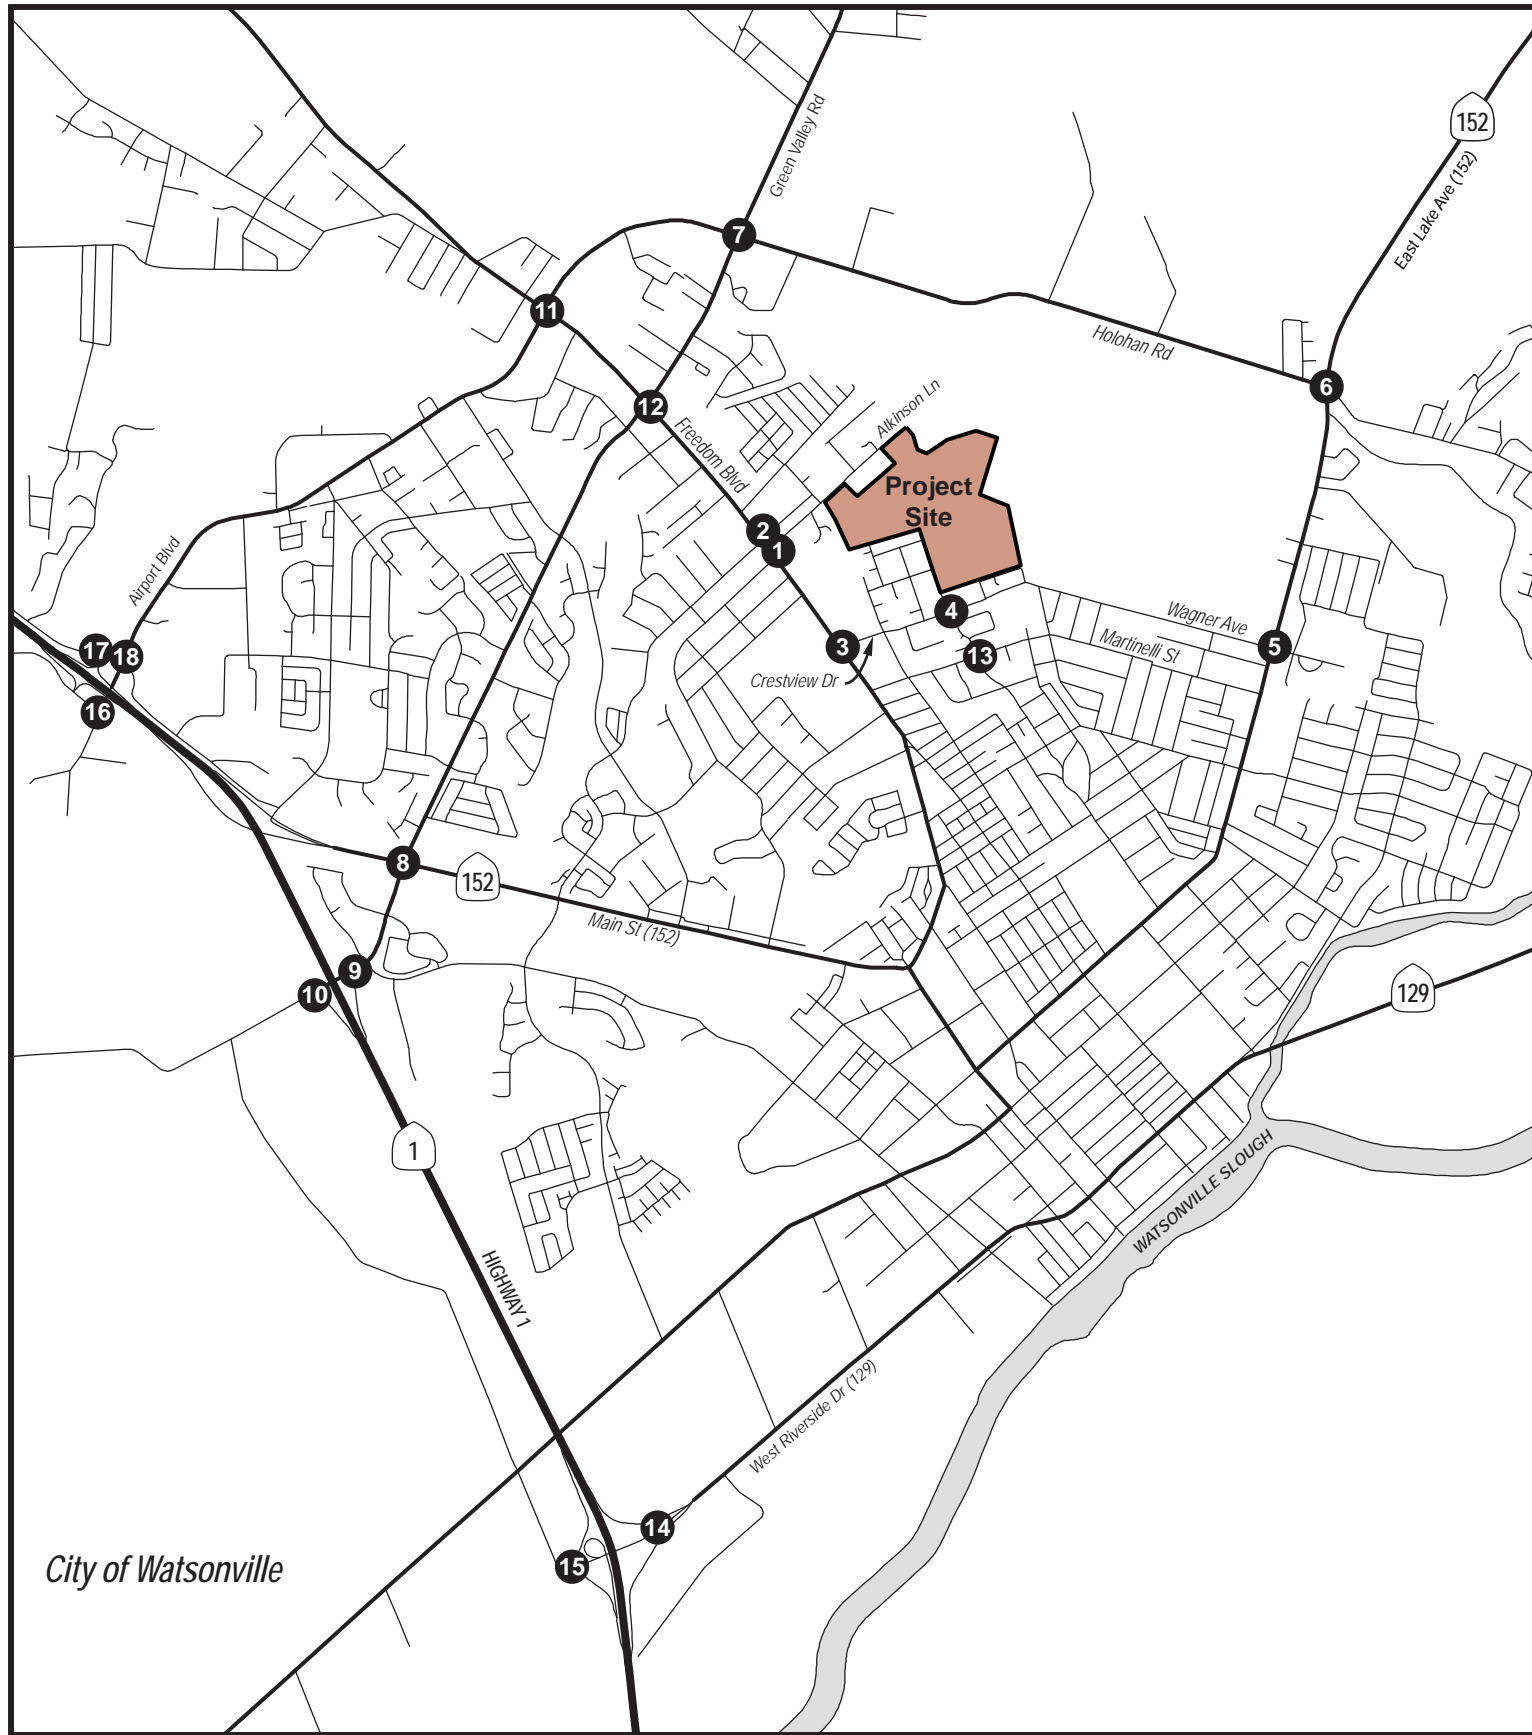 152
Green Valley Rd
East Lake Ave (152)
7
11
Holohan Rd
6
12
Atkinson Ln
Freedom Blvd
Project
Site
2
1
Airport Blvd
4
Wagner Ave
Martinelli St
3
13
5
17
18
Crestview Dr
16
8
152
Main St (152)
9
10
129
1
WATSONVILLE SLOUGH
HIGHWAY 1
West Riverside Dr (129)
14
15
City of Watsonville